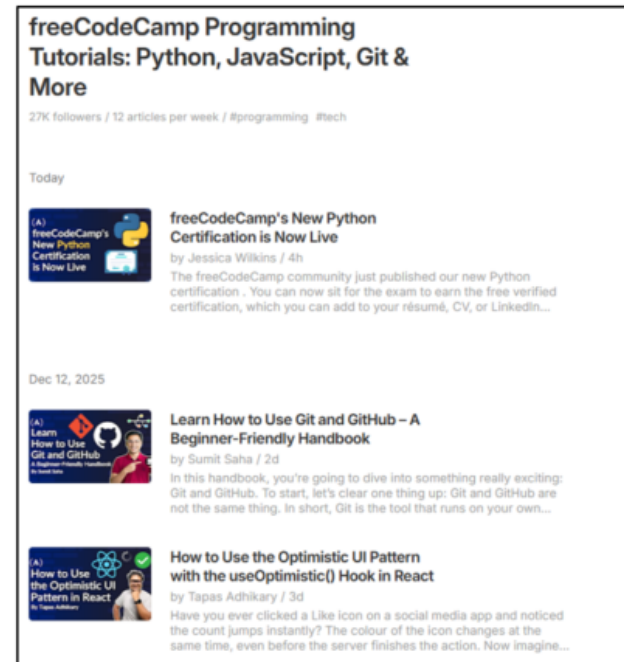 freeCodeCamp Programming
Tutorials: Python, JavaScript, Git &
More
27K followers / 12 articles per week / #programming #tech
Today
(A)
freeCodeCamp's
New Python
Certification
is Now Live
freeCodeCamp's New Python
Certification is Now Live
by Jessica Wilkins / 4h
The freeCodeCamp community just published our new Python
certification . You can now sit for the exam to earn the free verified
certification, which you can add to your résumé, CV, or LinkedIn...
Dec 12, 2025
(A)
Learn
How to Use
Git and GitHub
A Beginner-Friendly Handbook
By Sumit Saha
Learn How to Use Git and GitHub – A
Beginner-Friendly Handbook
by Sumit Saha / 2d
In this handbook, you're going to dive into something really exciting:
Git and GitHub. To start, let's clear one thing up: Git and GitHub are
not the same thing. In short, Git is the tool that runs on your own...
(A)
How to Use
the Optimistic UI
Pattern in React
By Tapas Adhikary
How to Use the Optimistic UI Pattern
with the useOptimistic() Hook in React
by Tapas Adhikary / 3d
Have you ever clicked a Like icon on a social media app and noticed
the count jumps instantly? The colour of the icon changes at the
same time, even before the server finishes the action. Now imagine...